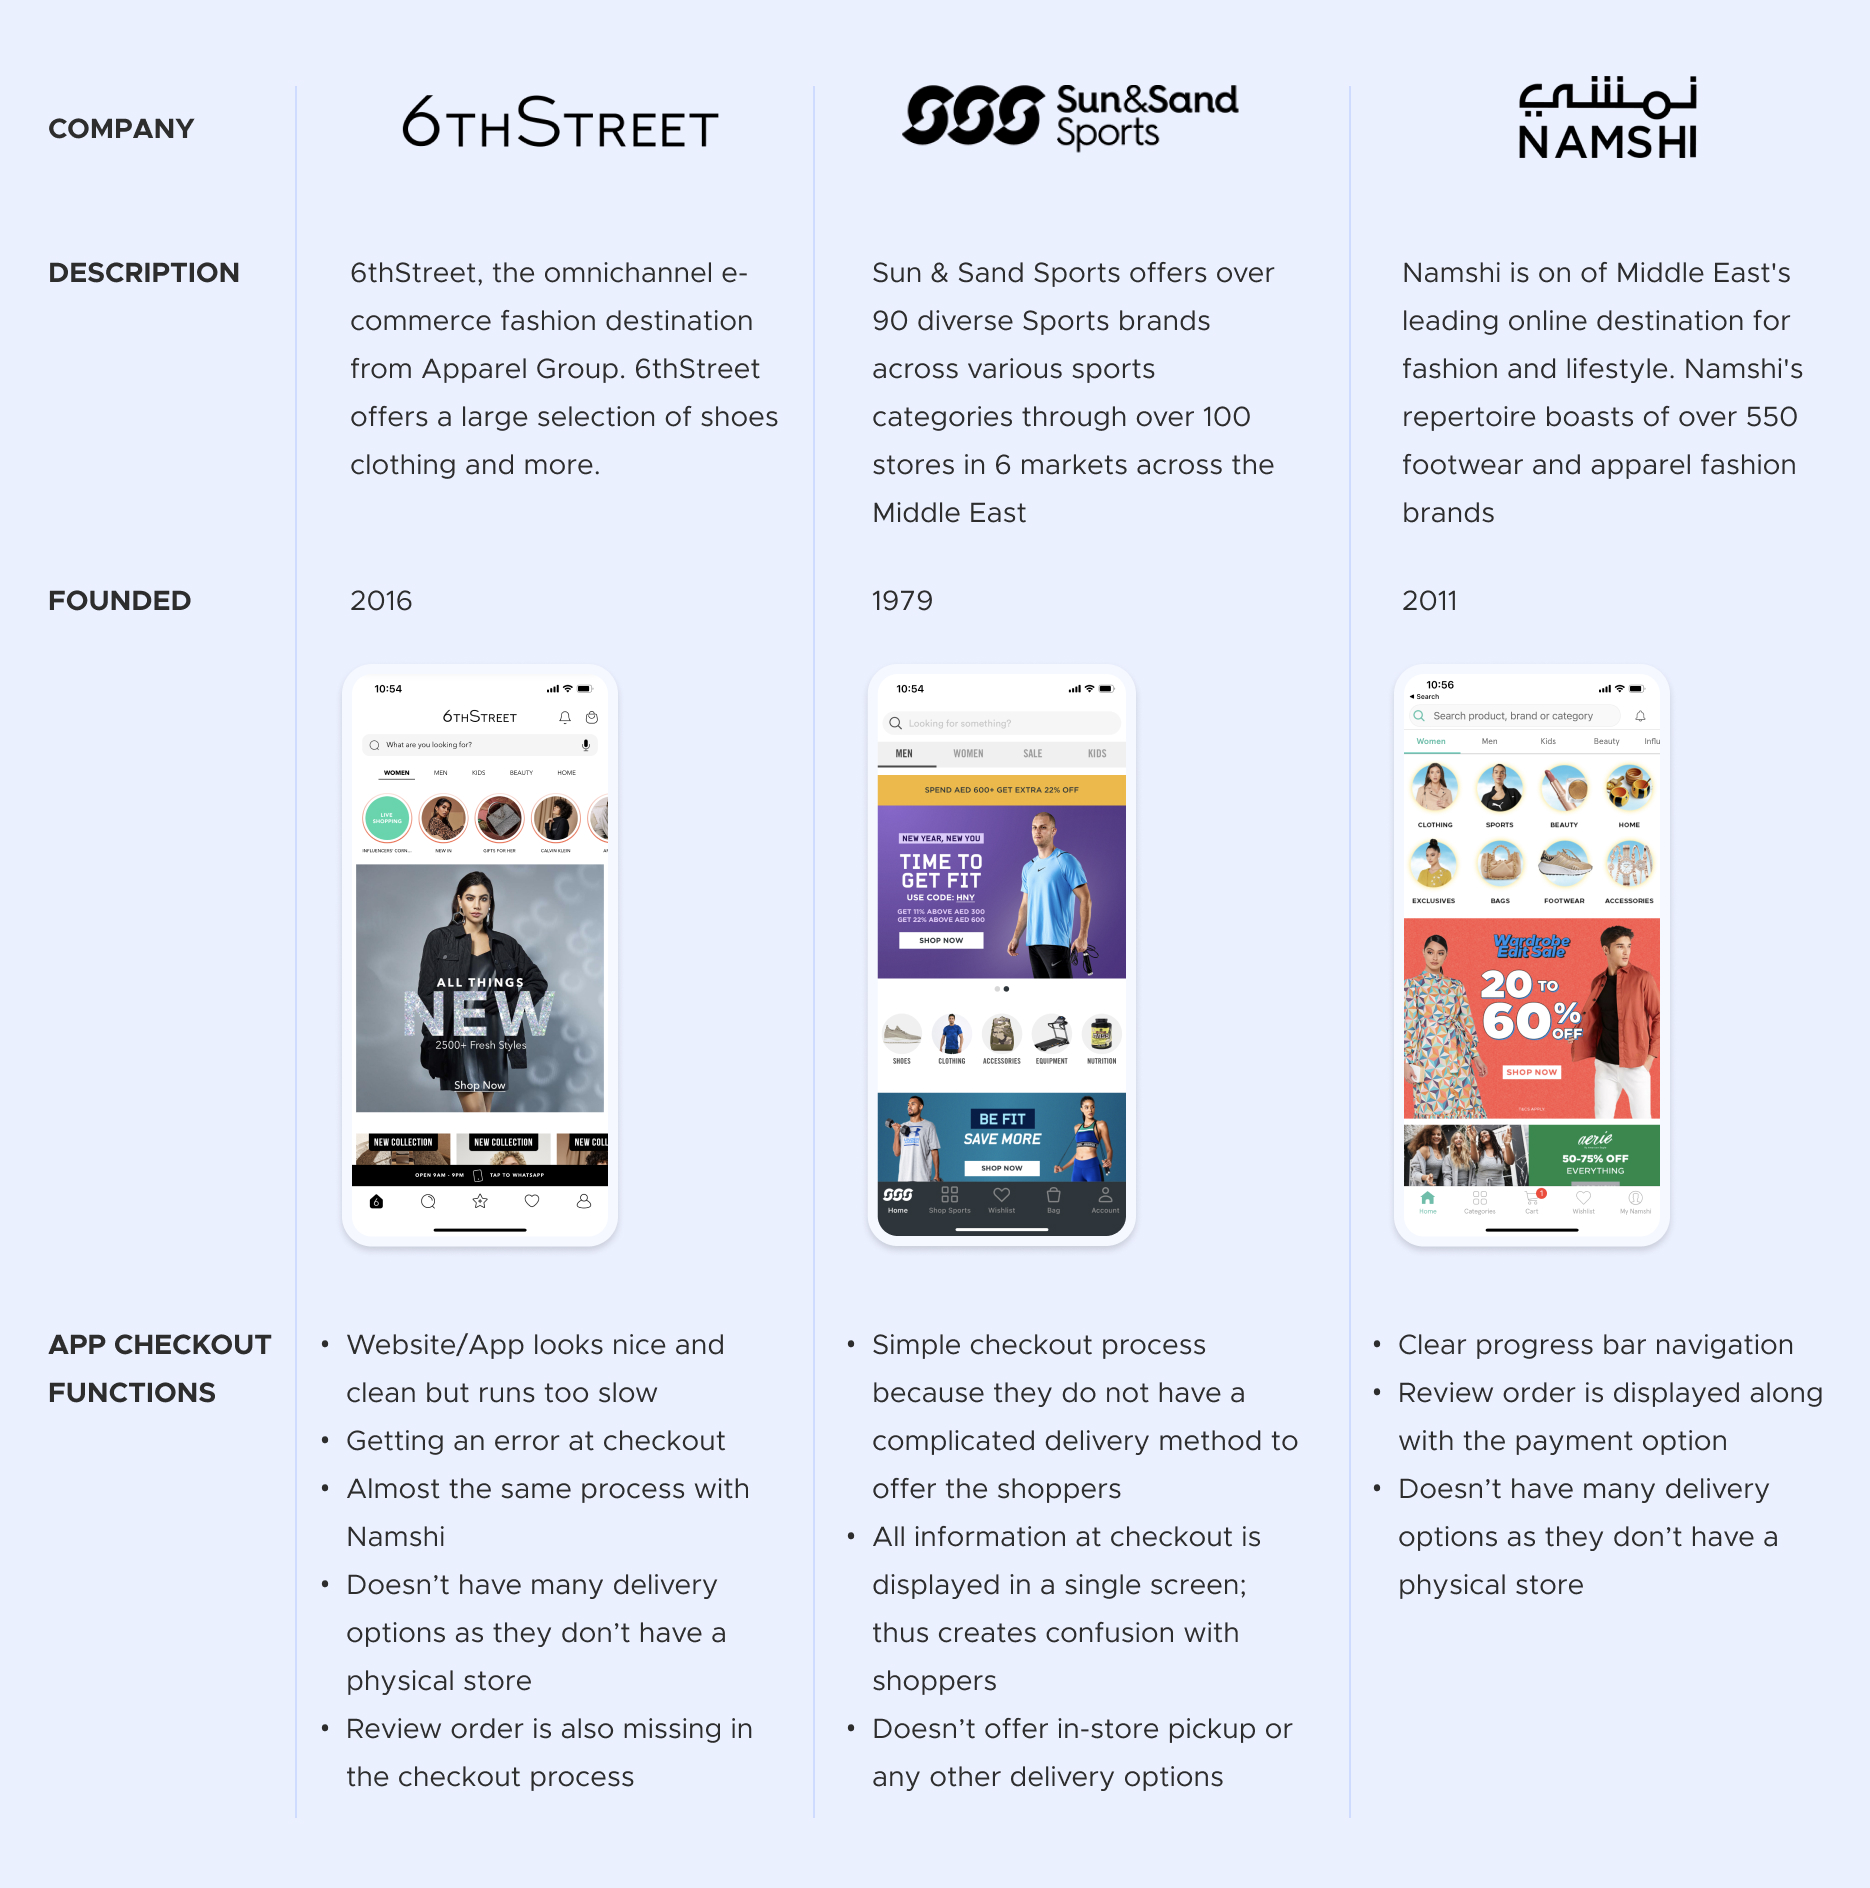 COMPANY
6THSTREET
Sun&Sand
Sports
نمشي
NAMSHI
DESCRIPTION
6thStreet, the omnichannel e-
commerce fashion destination
from Apparel Group. 6thStreet
offers a large selection of shoes
clothing and more.
Sun & Sand Sports offers over
90 diverse Sports brands
across various sports
categories through over 100
stores in 6 markets across the
Middle East
Namshi is on of Middle East's
leading online destination for
fashion and lifestyle. Namshi's
repertoire boasts of over 550
footwear and apparel fashion
brands
FOUNDED
2016
1979
2011
10:54
6THSTREET
What are you looking for?
WOMEN MEN KIDS BEAUTY HOME
LIVE
SHOPPING
INFLUENCERS' CORN... NEW IN GIFTS FOR HER CALVIN KLEIN
ALL THINGS
NEW
2500+ Fresh Styles
Shop Now
NEW COLLECTION NEW COLLECTION NEW COLL
OPEN 9AM - 9PM TAP TO WHATSAPP
6
10:54
Looking for something?
MEN WOMEN SALE KIDS
SPEND AED 600+ GET EXTRA 22% OFF
NEW YEAR, NEW YOU
TIME TO
GET FIT
USE CODE: HNY
GET 11% ABOVE AED 300
GET 22% ABOVE AED 600
SHOP NOW
SHOES CLOTHING ACCESSORIES EQUIPMENT NUTRITION
BE FIT
SAVE MORE
SHOP NOW
Home Shop Sports Wishlist Bag Account
10:56
Search
Search product, brand or category
Women Men Kids Beauty Influ
CLOTHING SPORTS BEAUTY HOME
EXCLUSIVES BAGS FOOTWEAR ACCESSORIES
Wardrobe
Edit Sale
20 TO
60% OFF
SHOP NOW
aerie
50-75% OFF
EVERYTHING
1
Home Categories Cart Wishlist My Namshi
APP CHECKOUT
FUNCTIONS
• Website/App looks nice and
clean but runs too slow
• Getting an error at checkout
• Almost the same process with
Namshi
• Doesn’t have many delivery
options as they don’t have a
physical store
• Review order is also missing in
the checkout process
• Simple checkout process
because they do not have a
complicated delivery method to
offer the shoppers
• All information at checkout is
displayed in a single screen;
thus creates confusion with
shoppers
• Doesn’t offer in-store pickup or
any other delivery options
• Clear progress bar navigation
• Review order is displayed along
with the payment option
• Doesn’t have many delivery
options as they don’t have a
physical store